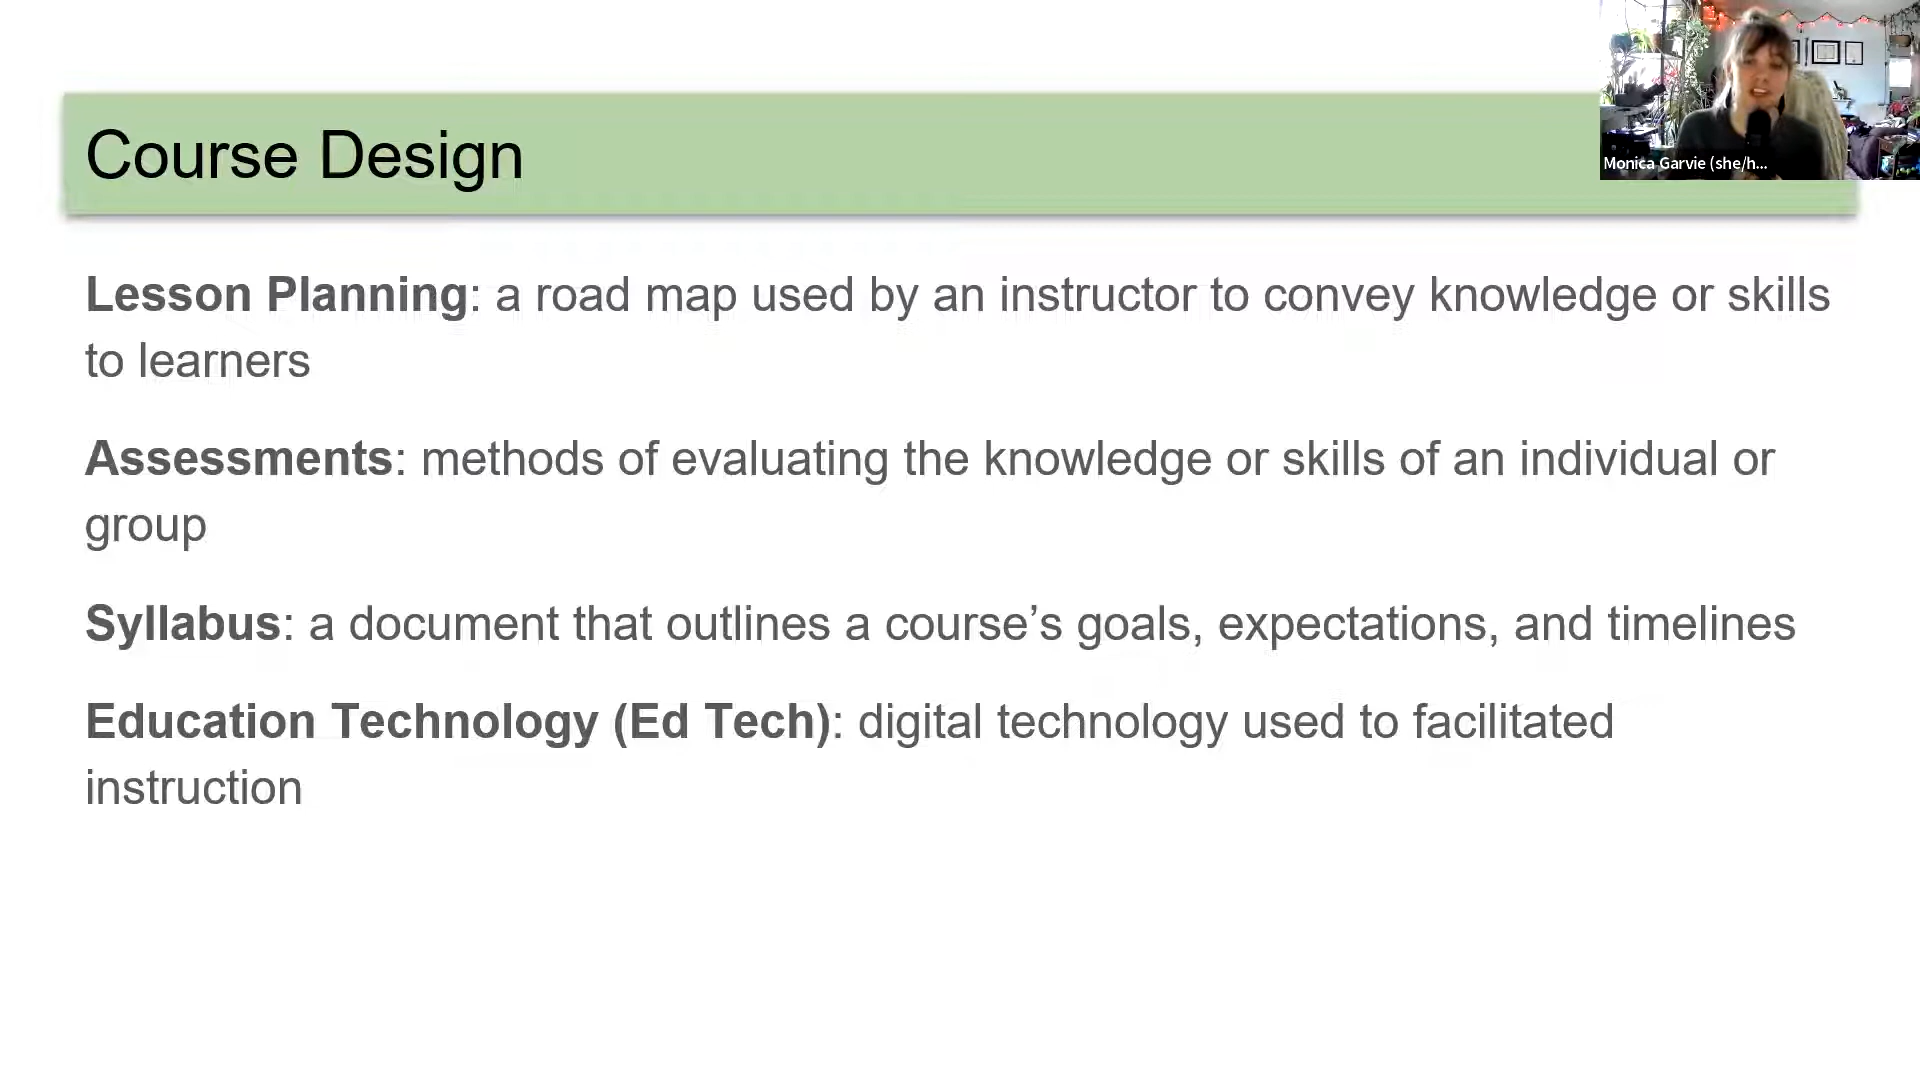 Course Design
Monica Garvie (she/h...
Lesson Planning: a road map used by an instructor to convey knowledge or skills
to learners
Assessments: methods of evaluating the knowledge or skills of an individual or
group
Syllabus: a document that outlines a course’s goals, expectations, and timelines
Education Technology (Ed Tech): digital technology used to facilitated
instruction